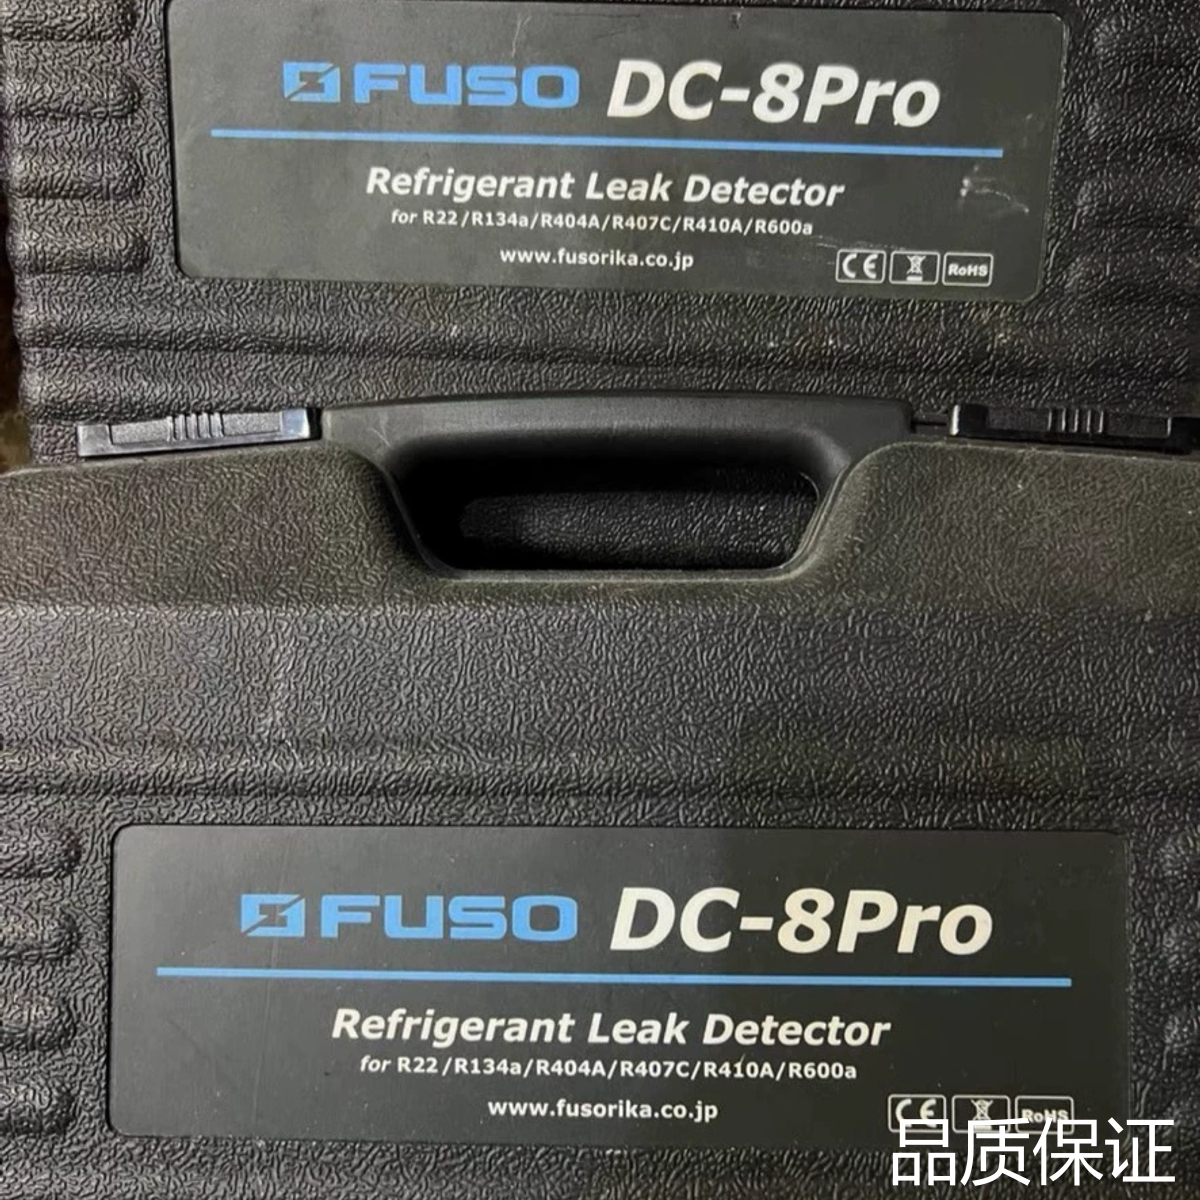 FUSO DC-8Pro
Refrigerant Leak Detector
for R22/R134a/R404A/R407C/R410A/R600a
www.fusorika.co.jp
CE RoHS
FUSO DC-8Pro
Refrigerant Leak Detector
for R22/R134a/R404A/R407C/R410A/R600a
www.fusorika.co.jp
CE RoHS
品质保证